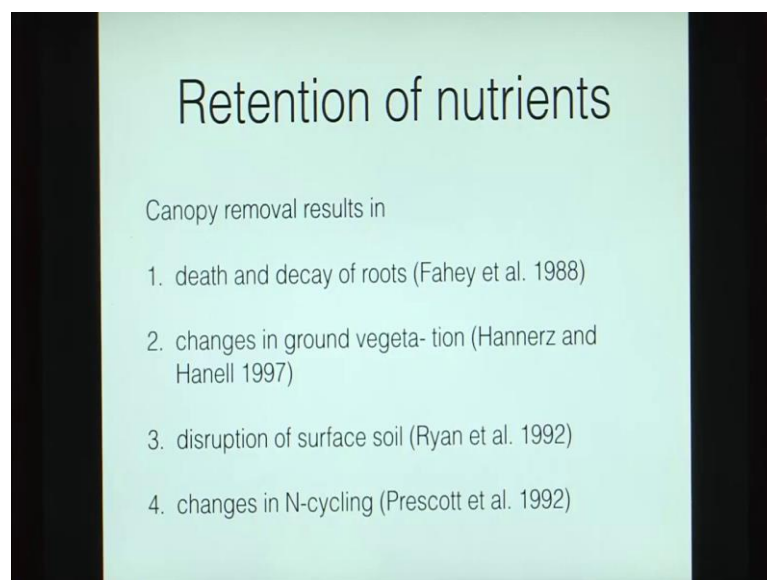 Retention of nutrients
Canopy removal results in
1. death and decay of roots (Fahey et al. 1988)
2. changes in ground vegeta- tion (Hannerz and
Hanell 1997)
3. disruption of surface soil (Ryan et al. 1992)
4. changes in N-cycling (Prescott et al. 1992)